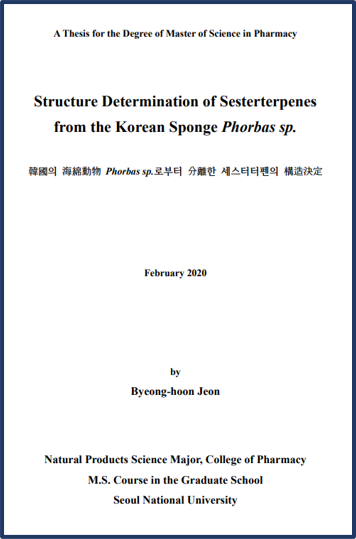 A Thesis for the Degree of Master of Science in Pharmacy
Structure Determination of Sesterterpenes
from the Korean Sponge Phorbas sp.
韓國의 海綿動物 Phorbas sp.로부터 分離한 세스터터펜의 構造決定
February 2020
by
Byeong-hoon Jeon
Natural Products Science Major, College of Pharmacy
M.S. Course in the Graduate School
Seoul National University